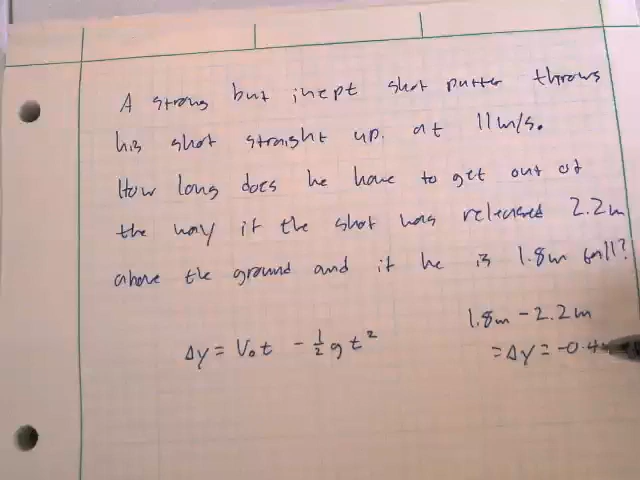 A strong but inept shot putter throws
his shot straight up. at 11m/s.
How long does he have to get out of
the way if the shot was released 2.2m
above the ground and if he is 1.8m tall?
1.8m - 2.2m
Δy = V₀t - ½gt²
= Δy = -0.4